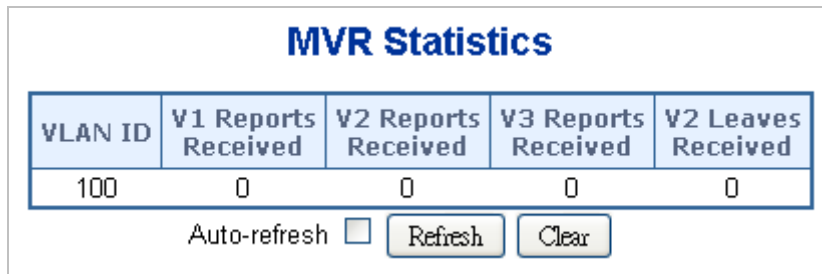 MVR Statistics
VLAN ID V1 Reports Received V2 Reports Received V3 Reports Received V2 Leaves Received
100 0 0 0 0
Auto-refresh Refresh Clear